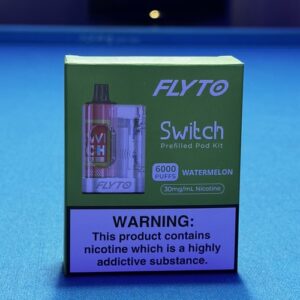 FLYTO
Switch
Prefilled Pod Kit
6000
PUFFS
WATERMELON
30mg/mL Nicotine
FLYTO
WARNING:
This product contains
nicotine which is a highly
addictive substance.